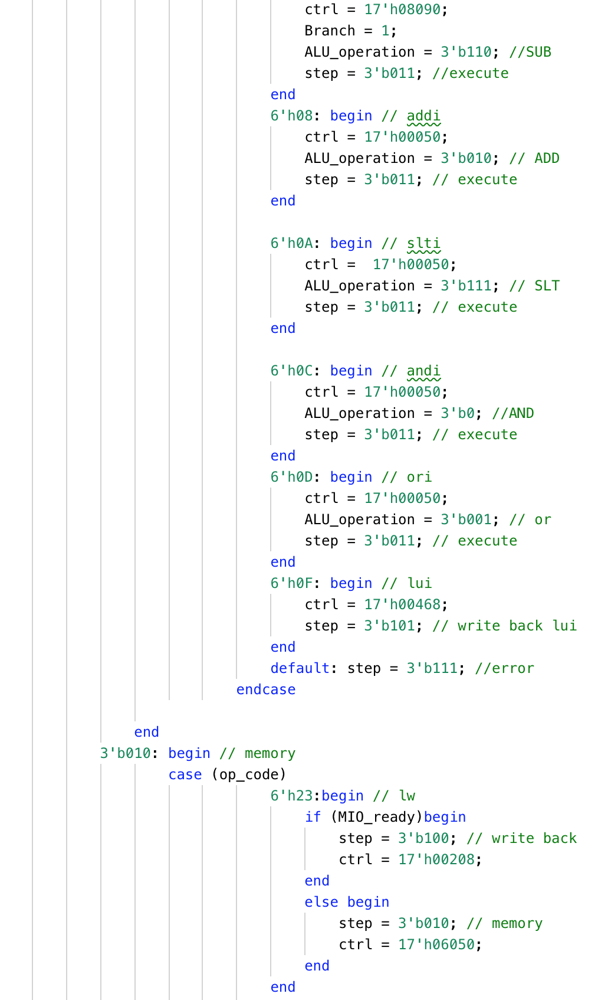 ctrl = 17'h08090;
Branch = 1;
ALU_operation = 3'b110; //SUB
step = 3'b011; //execute
end
6'h08: begin // addi
ctrl = 17'h00050;
ALU_operation = 3'b010; // ADD
step = 3'b011; // execute
end
6'h0A: begin // slti
ctrl =  17'h00050;
ALU_operation = 3'b111; // SLT
step = 3'b011; // execute
end
6'h0C: begin // andi
ctrl = 17'h00050;
ALU_operation = 3'b0; //AND
step = 3'b011; // execute
end
6'h0D: begin // ori
ctrl = 17'h00050;
ALU_operation = 3'b001; // or
step = 3'b011; // execute
end
6'h0F: begin // lui
ctrl = 17'h00468;
step = 3'b101; // write back lui
end
default: step = 3'b111; //error
endcase
end
3'b010: begin // memory
case (op_code)
6'h23:begin // lw
if (MIO_ready)begin
step = 3'b100; // write back
ctrl = 17'h00208;
end
else begin
step = 3'b010; // memory
ctrl = 17'h06050;
end
end